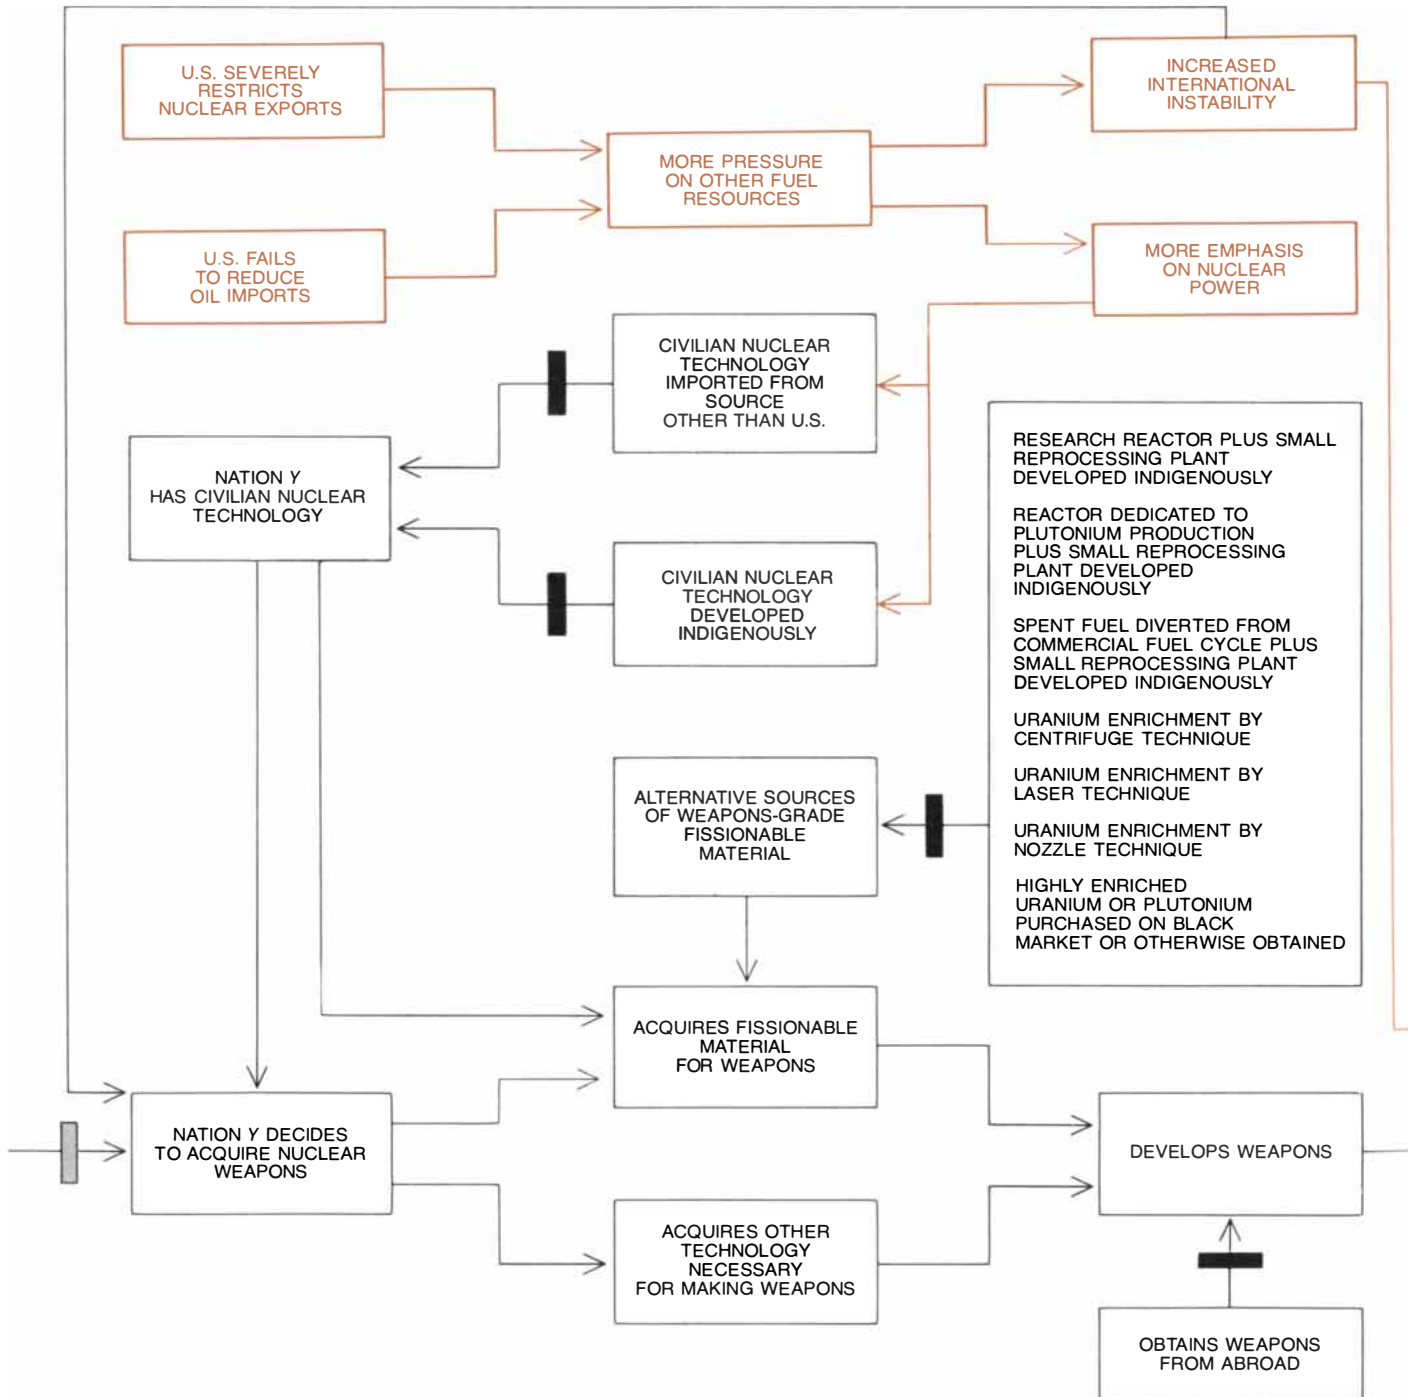 U.S. SEVERELY
RESTRICTS
NUCLEAR EXPORTS
INCREASED
INTERNATIONAL
INSTABILITY
MORE PRESSURE
ON OTHER FUEL
RESOURCES
U.S. FAILS
TO REDUCE
OIL IMPORTS
MORE EMPHASIS
ON NUCLEAR
POWER
CIVILIAN NUCLEAR
TECHNOLOGY
IMPORTED FROM
SOURCE
OTHER THAN U.S.
NATION Y
HAS CIVILIAN NUCLEAR
TECHNOLOGY
CIVILIAN NUCLEAR
TECHNOLOGY
DEVELOPED
INDIGENOUSLY
RESEARCH REACTOR PLUS SMALL
REPROCESSING PLANT
DEVELOPED INDIGENOUSLY
REACTOR DEDICATED TO
PLUTONIUM PRODUCTION
PLUS SMALL REPROCESSING
PLANT DEVELOPED
INDIGENOUSLY
SPENT FUEL DIVERTED FROM
COMMERCIAL FUEL CYCLE PLUS
SMALL REPROCESSING PLANT
DEVELOPED INDIGENOUSLY
URANIUM ENRICHMENT BY
CENTRIFUGE TECHNIQUE
URANIUM ENRICHMENT BY
LASER TECHNIQUE
URANIUM ENRICHMENT BY
NOZZLE TECHNIQUE
HIGHLY ENRICHED
URANIUM OR PLUTONIUM
PURCHASED ON BLACK
MARKET OR OTHERWISE OBTAINED
ALTERNATIVE SOURCES
OF WEAPONS-GRADE
FISSIONABLE
MATERIAL
ACQUIRES FISSIONABLE
MATERIAL
FOR WEAPONS
NATION Y DECIDES
TO ACQUIRE NUCLEAR
WEAPONS
DEVELOPS WEAPONS
ACQUIRES OTHER
TECHNOLOGY
NECESSARY
FOR MAKING WEAPONS
OBTAINS WEAPONS
FROM ABROAD